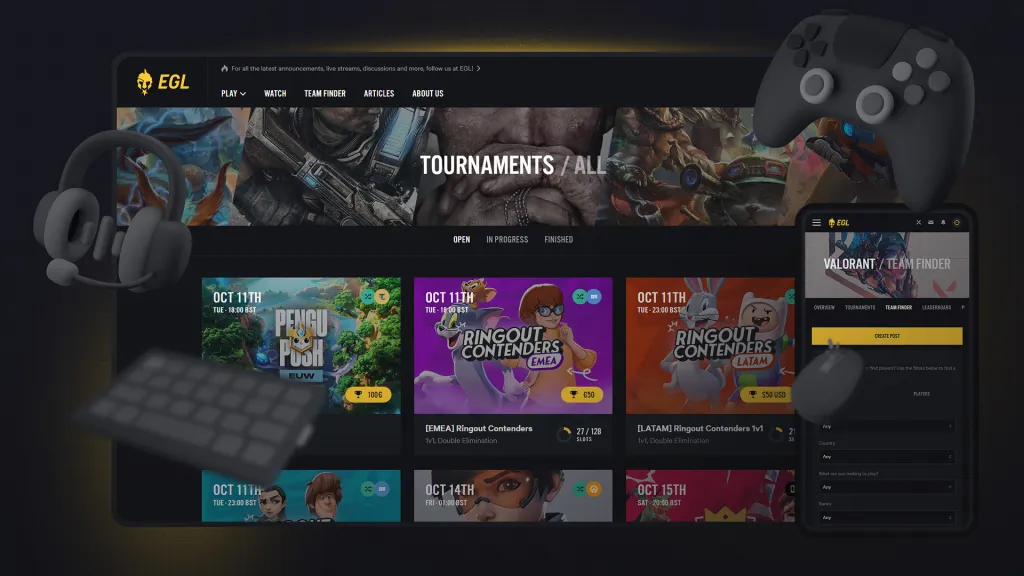 EGL
For all the latest announcements, live streams, discussions and more, follow us at EGL!
PLAY WATCH TEAM FINDER ARTICLES ABOUT US
TOURNAMENTS / ALL
OPEN IN PROGRESS FINISHED
OCT 11TH
TUE - 18:00 BST
PENGU PUSH
EUW
100G
OCT 11TH
TUE - 18:00 BST
RINGOUT CONTENDERS
EMEA
€50
[EMEA] Ringout Contenders
1v1, Double Elimination
27 / 128
SLOTS
OCT 11TH
TUE - 23:00 BST
RINGOUT CONTENDERS
LATAM
$50 USD
[LATAM] Ringout Contenders 1v1
1v1, Double Elimination
OCT 11TH
TUE - 23:00 BST
OCT 14TH
FRI - 01:00 BST
OCT 15TH
SAT - 20:00 BST
EGL
VALORANT / TEAM FINDER
OVERVIEW TOURNAMENTS TEAM FINDER LEADERBOARD P
CREATE POST
find players? Use the filters below to find a
PLAYERS
Any
Country
Any
What are you looking to play?
Any
Any